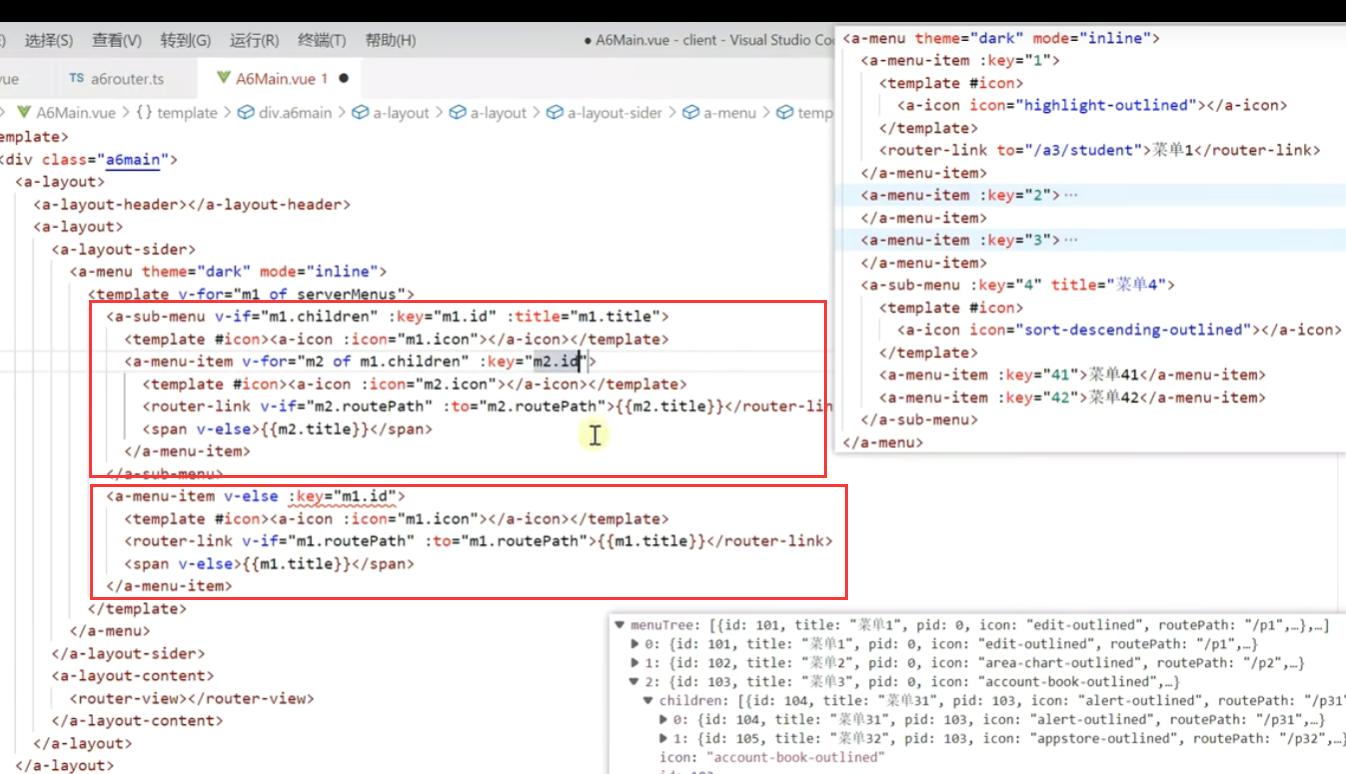 选择(S) 查看(V) 转到(G) 运行(R) 终端(T) 帮助(H) ● A6Main.vue - client - Visual Studio Co
vue TS a6router.ts A6Main.vue 1 ●
> A6Main.vue > {} template > div.a6main > a-layout > a-layout > a-layout-sider > a-menu > temp
emplate>
<div class="a6main">
<a-layout>
<a-layout-header></a-layout-header>
<a-layout>
<a-layout-sider>
<a-menu theme="dark" mode="inline">
<template v-for="m1 of serverMenus">
<a-sub-menu v-if="m1.children" :key="m1.id" :title="m1.title">
<template #icon><a-icon :icon="m1.icon"></a-icon></template>
<a-menu-item v-for="m2 of m1.children" :key="m2.id">
<template #icon><a-icon :icon="m2.icon"></a-icon></template>
<router-link v-if="m2.routePath" :to="m2.routePath">{{m2.title}}</router-lin
<span v-else>{{m2.title}}</span>
</a-menu-item>
</a-sub-menu>
<a-menu-item v-else :key="m1.id">
<template #icon><a-icon :icon="m1.icon"></a-icon></template>
<router-link v-if="m1.routePath" :to="m1.routePath">{{m1.title}}</router-link>
<span v-else>{{m1.title}}</span>
</a-menu-item>
</template>
</a-menu>
</a-layout-sider>
<a-layout-content>
<router-view></router-view>
</a-layout-content>
</a-layout>
</a-layout>
<a-menu theme="dark" mode="inline">
<a-menu-item :key="1">
<template #icon>
<a-icon icon="highlight-outlined"></a-icon>
</template>
<router-link to="/a3/student">菜单1</router-link>
</a-menu-item>
<a-menu-item :key="2">…
</a-menu-item>
<a-menu-item :key="3">…
</a-menu-item>
<a-sub-menu :key="4" title="菜单4">
<template #icon>
<a-icon icon="sort-descending-outlined"></a-icon>
</template>
<a-menu-item :key="41">菜单41</a-menu-item>
<a-menu-item :key="42">菜单42</a-menu-item>
</a-sub-menu>
</a-menu>
▼ menuTree: [{id: 101, title: "菜单1", pid: 0, icon: "edit-outlined", routePath: "/p1",…},…]
▶ 0: {id: 101, title: "菜单1", pid: 0, icon: "edit-outlined", routePath: "/p1",…}
▶ 1: {id: 102, title: "菜单2", pid: 0, icon: "area-chart-outlined", routePath: "/p2",…}
▼ 2: {id: 103, title: "菜单3", pid: 0, icon: "account-book-outlined",…}
▼ children: [{id: 104, title: "菜单31", pid: 103, icon: "alert-outlined", routePath: "/p31"
▶ 0: {id: 104, title: "菜单31", pid: 103, icon: "alert-outlined", routePath: "/p31",…}
▶ 1: {id: 105, title: "菜单32", pid: 103, icon: "appstore-outlined", routePath: "/p32",…}
icon: "account-book-outlined"